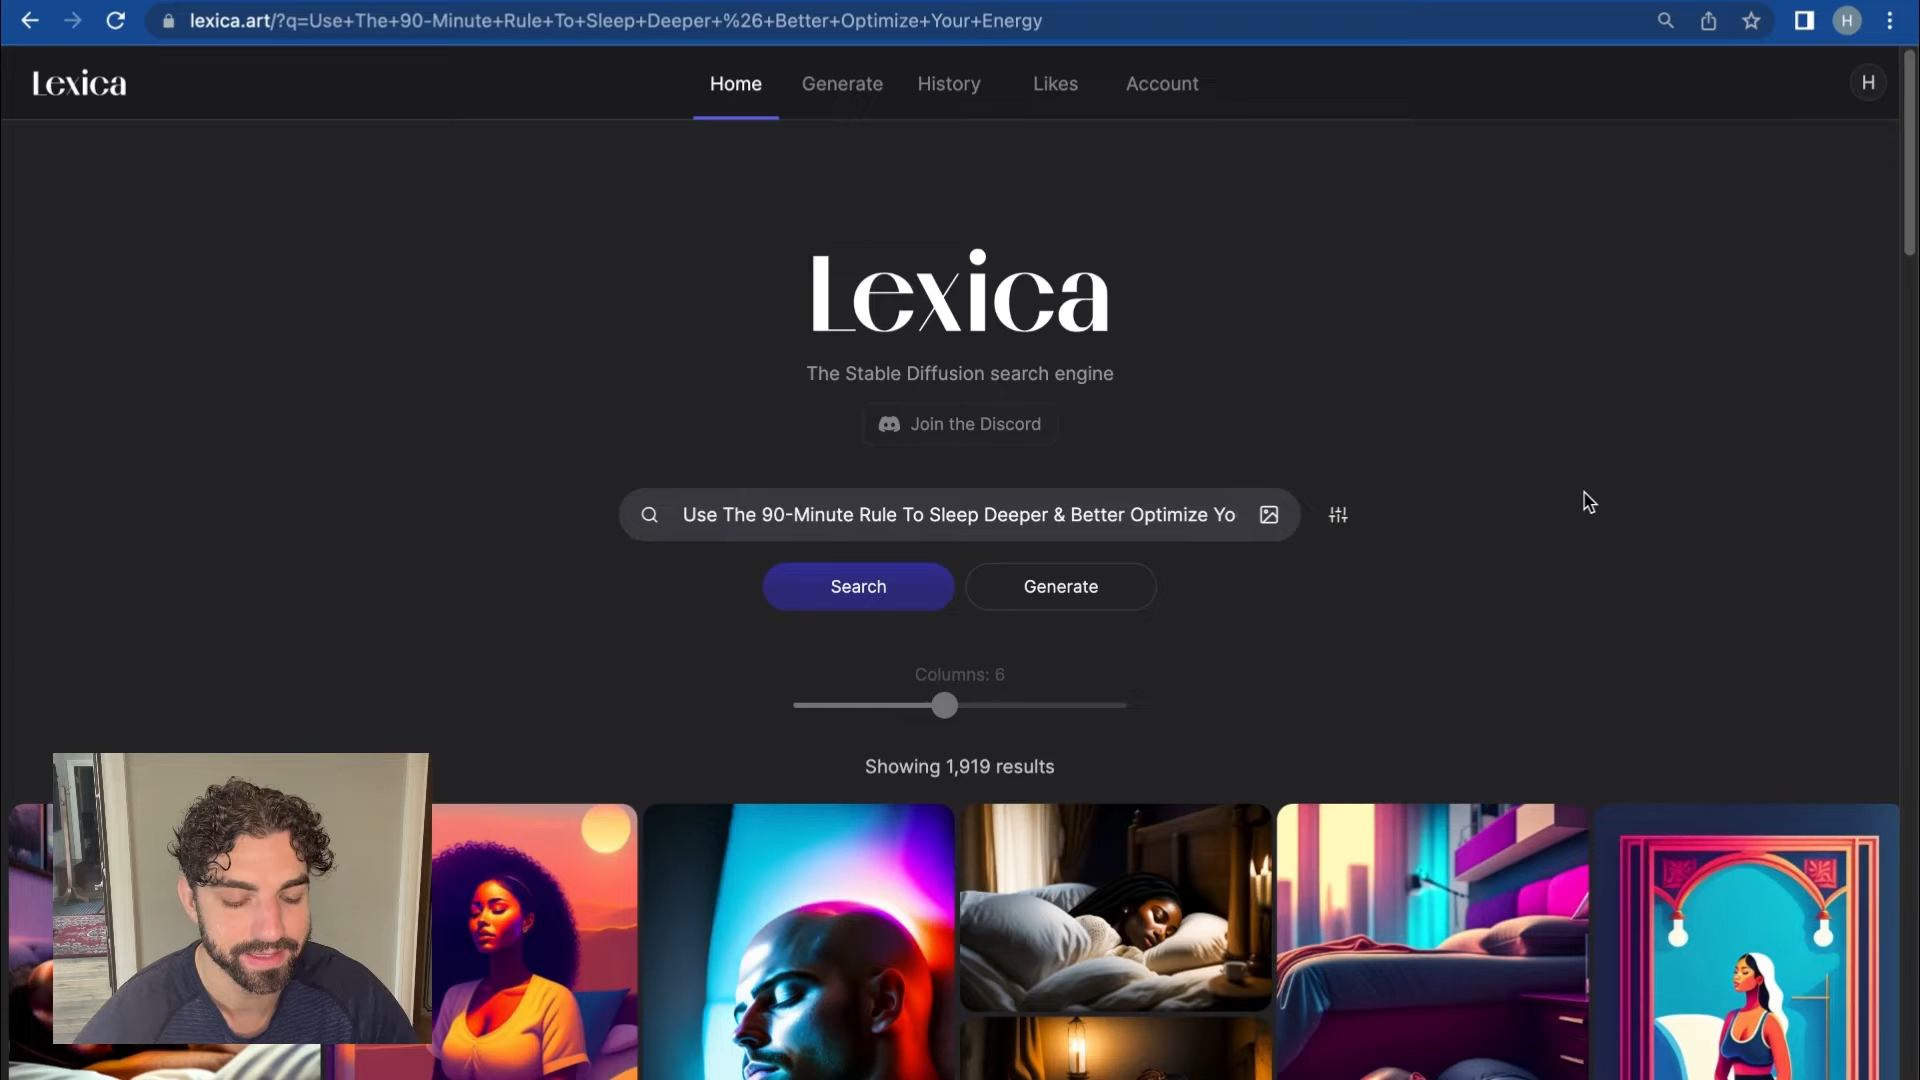 lexica.art/?q=Use+The+90-Minute+Rule+To+Sleep+Deeper+%26+Better+Optimize+Your+Energy
H
Lexica
Home
Generate
History
Likes
Account
H
Lexica
The Stable Diffusion search engine
Join the Discord
Use The 90-Minute Rule To Sleep Deeper & Better Optimize Yo
Search
Generate
Columns: 6
Showing 1,919 results